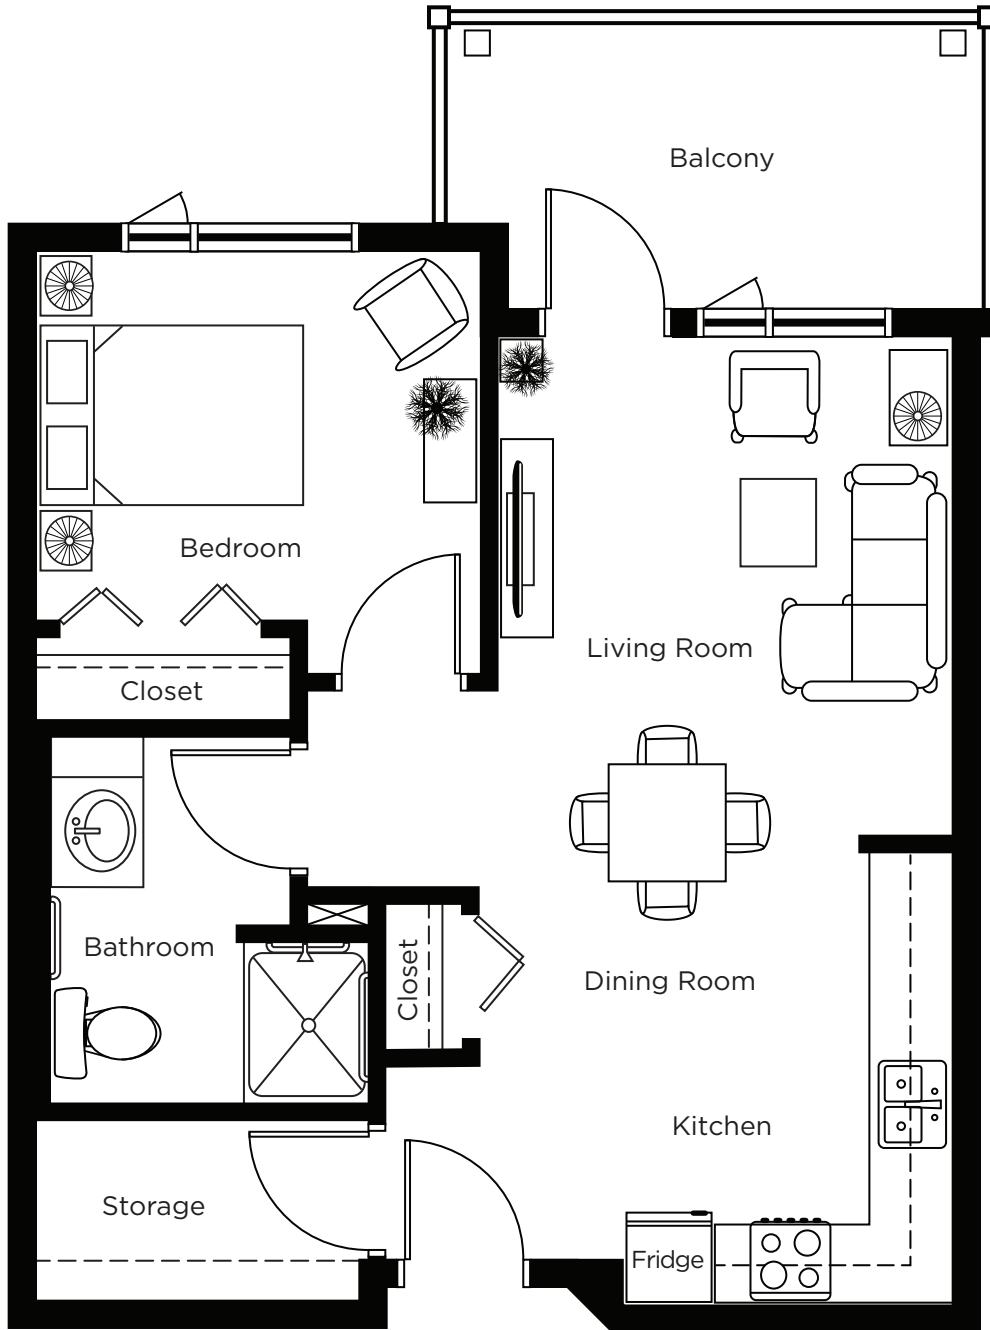 Balcony
Bedroom
Living Room
Closet
Bathroom
Closet
Dining Room
Kitchen
Storage
Fridge